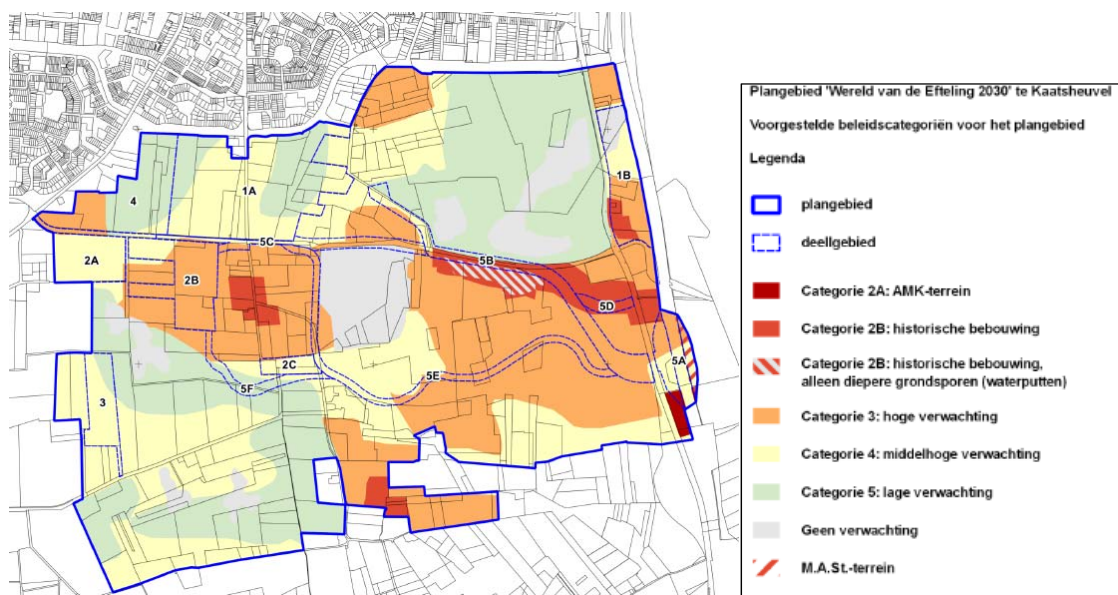 1B
1A
4
5C
2A
2B
5B
5D
5A
2C
5E
5F
3
Plangebied 'Wereld van de Efteling 2030' te Kaatsheuvel
Voorgestelde beleidscategoriën voor het plangebied
Legenda
plangebied
deellgebied
Categorie 2A: AMK-terrein
Categorie 2B: historische bebouwing
Categorie 2B: historische bebouwing,
alleen diepere grondsporen (waterputten)
Categorie 3: hoge verwachting
Categorie 4: middelhoge verwachting
Categorie 5: lage verwachting
Geen verwachting
M.A.St.-terrein